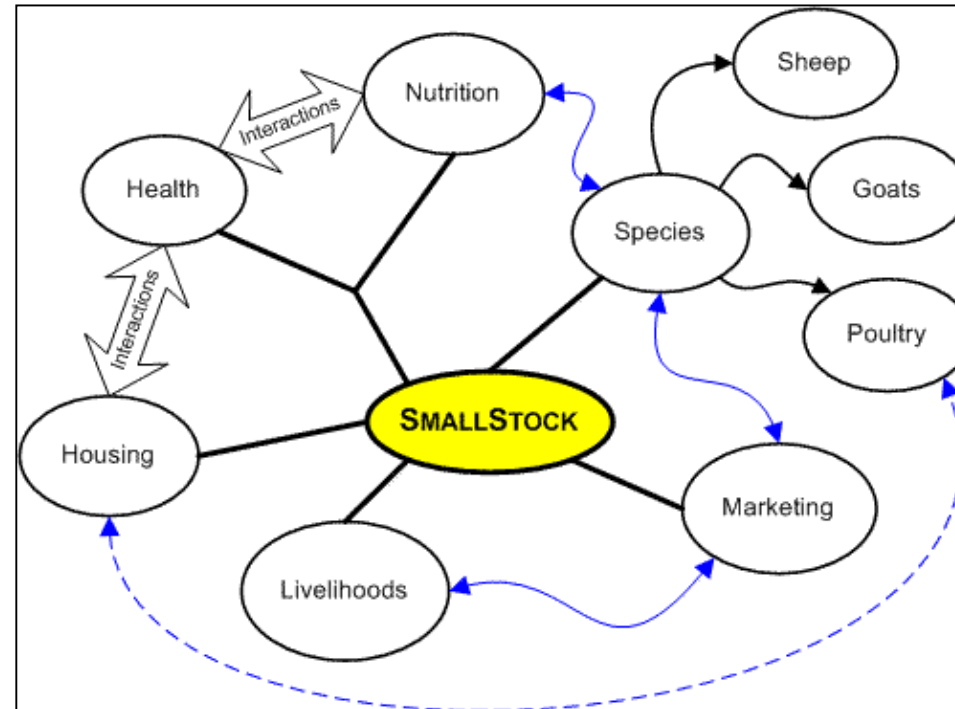 Sheep
Nutrition
Interactions
Health
Goats
Species
Interactions
Poultry
SMALLSTOCK
Housing
Marketing
Livelihoods